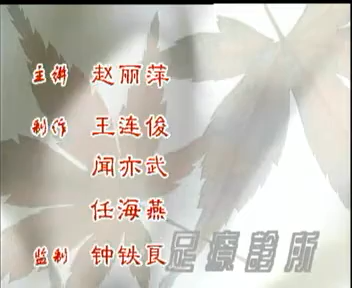 主讲 赵丽萍
制作 王连俊
闻亦武
任海燕
监制 钟铁良
足療診所